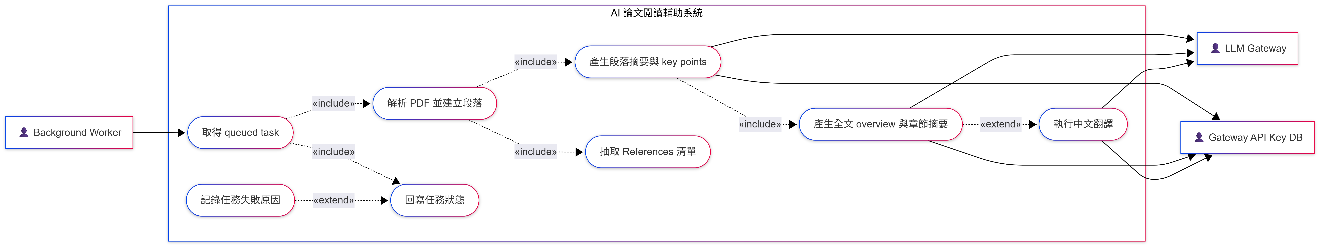 AI 論文閱讀輔助系統
Background Worker
取得 queued task
«include»
解析 PDF 並建立段落
«include»
產生段落摘要與 key points
«include»
抽取 References 清單
«include»
產生全文 overview 與章節摘要
«extend»
執行中文翻譯
«include»
記錄任務失敗原因
«extend»
回寫任務狀態
LLM Gateway
Gateway API Key DB